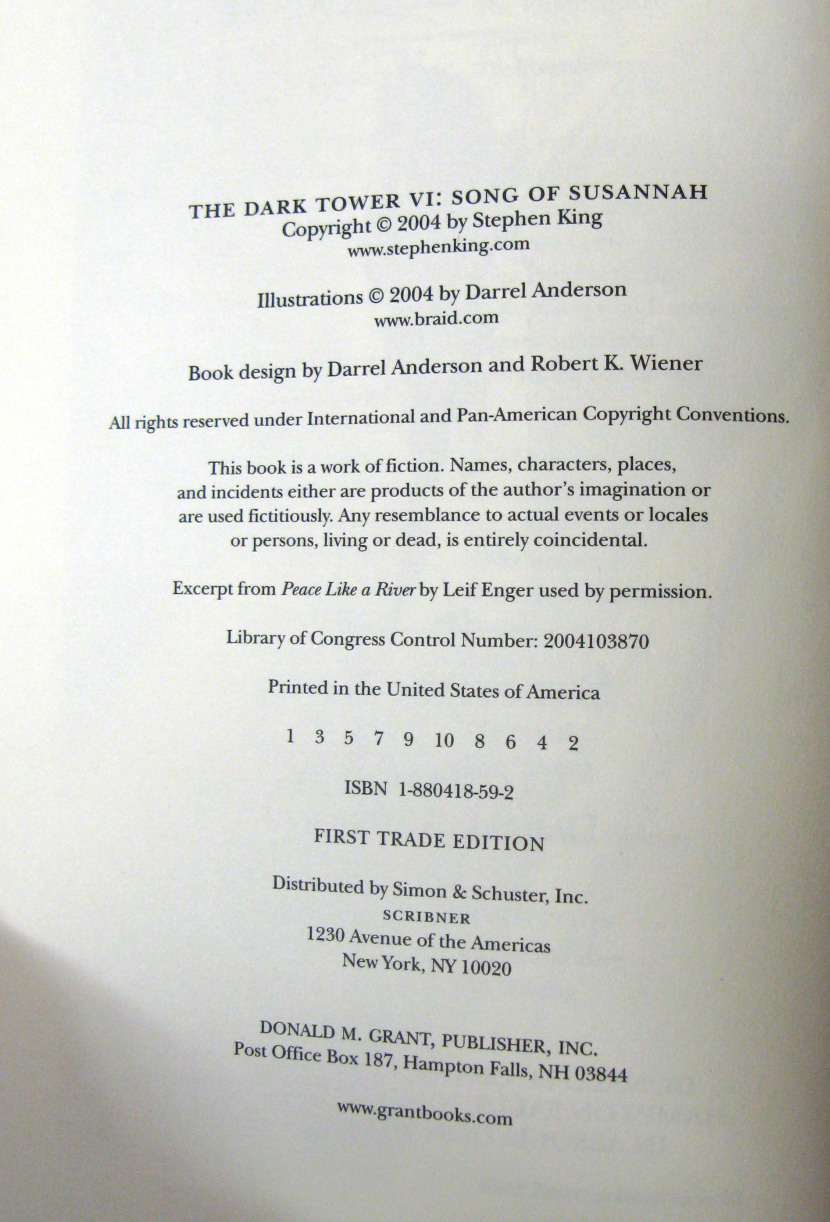 THE DARK TOWER VI: SONG OF SUSANNAH
Copyright © 2004 by Stephen King
www.stephenking.com
Illustrations © 2004 by Darrel Anderson
www.braid.com
Book design by Darrel Anderson and Robert K. Wiener
All rights reserved under International and Pan-American Copyright Conventions.
This book is a work of fiction. Names, characters, places,
and incidents either are products of the author's imagination or
are used fictitiously. Any resemblance to actual events or locales
or persons, living or dead, is entirely coincidental.
Excerpt from Peace Like a River by Leif Enger used by permission.
Library of Congress Control Number: 2004103870
Printed in the United States of America
1 3 5 7 9 10 8 6 4 2
ISBN 1-880418-59-2
FIRST TRADE EDITION
Distributed by Simon & Schuster, Inc.
SCRIBNER
1230 Avenue of the Americas
New York, NY 10020
DONALD M. GRANT, PUBLISHER, INC.
Post Office Box 187, Hampton Falls, NH 03844
www.grantbooks.com